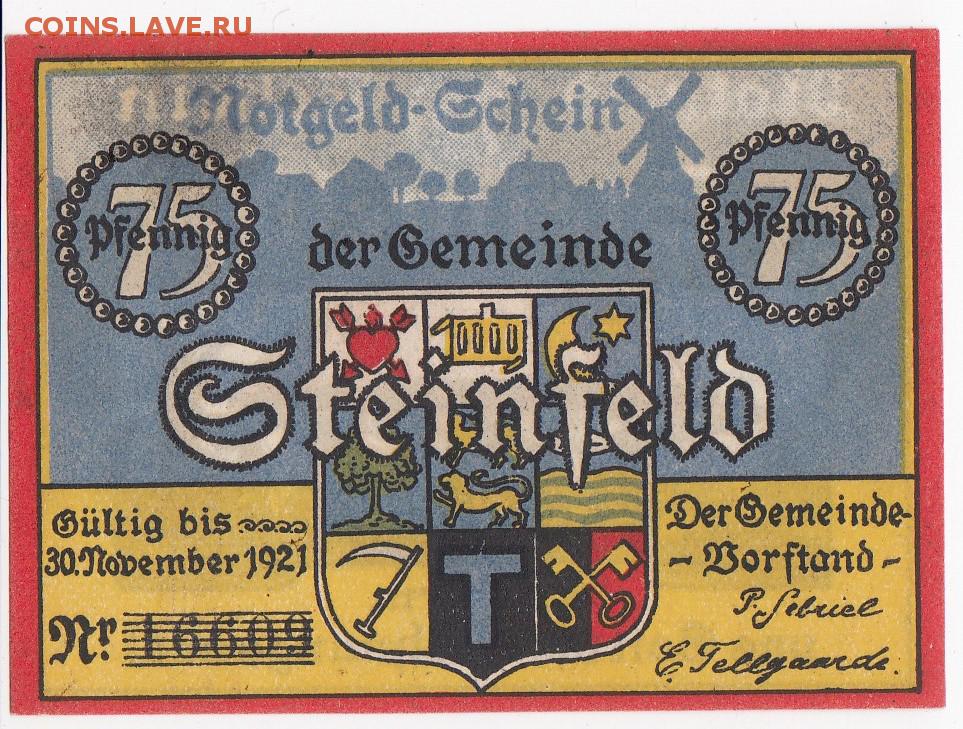 COINS.LAVE.RU
Notgeld-Schein
75
Pfennig
75
Pfennig
der Gemeinde
Steinfeld
Gültig bis
30. November 1921
Nr. 16609
T
Der Gemeinde-
- Vorstand -
E. Tellgaarde.